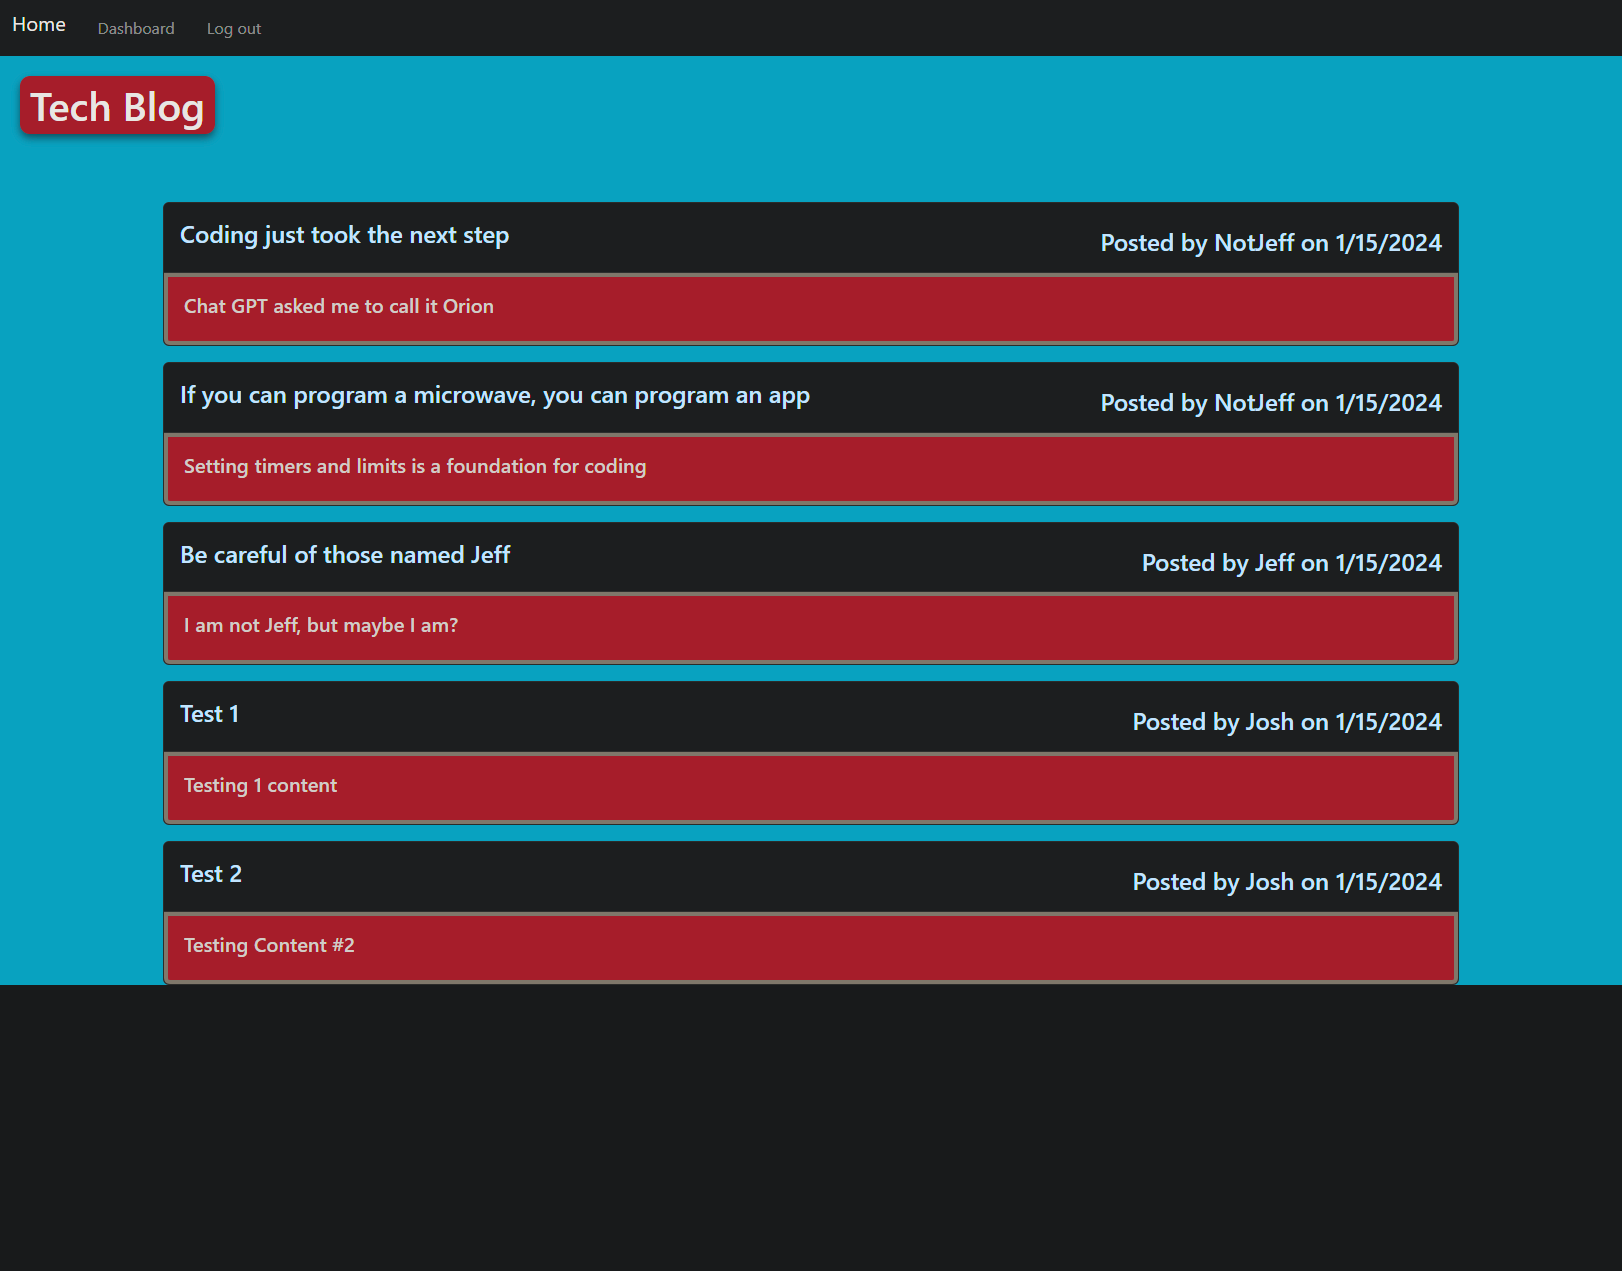 Home Dashboard Log out
Tech Blog
Coding just took the next step
Posted by NotJeff on 1/15/2024
Chat GPT asked me to call it Orion
If you can program a microwave, you can program an app
Posted by NotJeff on 1/15/2024
Setting timers and limits is a foundation for coding
Be careful of those named Jeff
Posted by Jeff on 1/15/2024
I am not Jeff, but maybe I am?
Test 1
Posted by Josh on 1/15/2024
Testing 1 content
Test 2
Posted by Josh on 1/15/2024
Testing Content #2